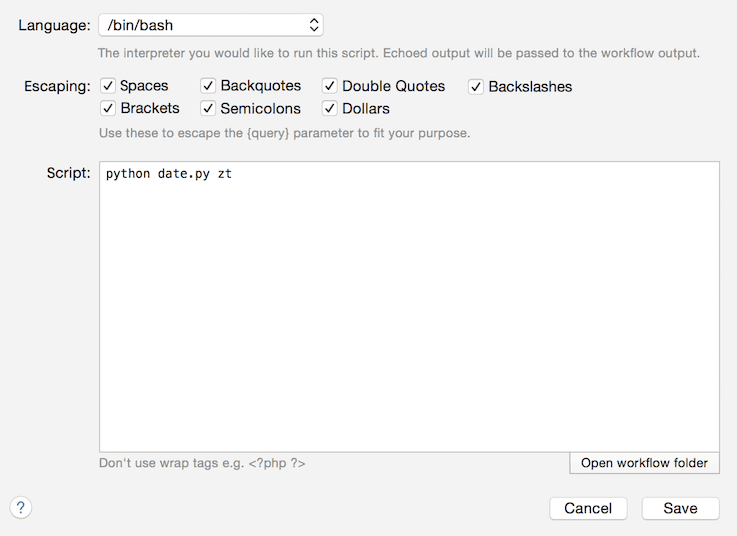 Language: /bin/bash
The interpreter you would like to run this script. Echoed output will be passed to the workflow output.
Escaping: Spaces Backquotes Double Quotes Backslashes
Brackets Semicolons Dollars
Use these to escape the {query} parameter to fit your purpose.
Script: python date.py zt
Don't use wrap tags e.g. <?php ?> Open workflow folder
? Cancel Save